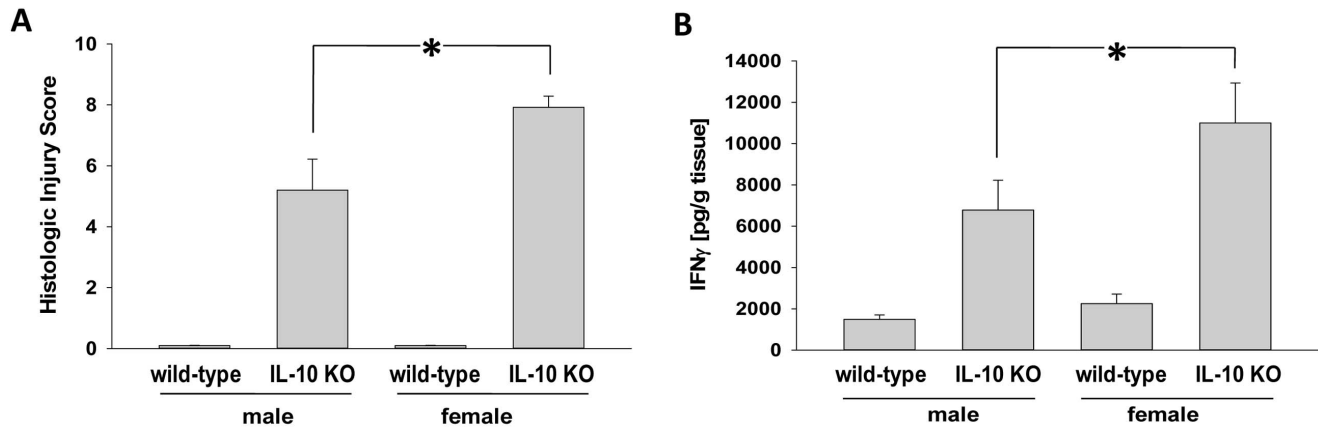 A
Histologic Injury Score
10
8
6
4
2
0
*
wild-type IL-10 KO wild-type IL-10 KO
male female
B
IFNγ [pg/g tissue]
14000
12000
10000
8000
6000
4000
2000
0
*
wild-type IL-10 KO wild-type IL-10 KO
male female